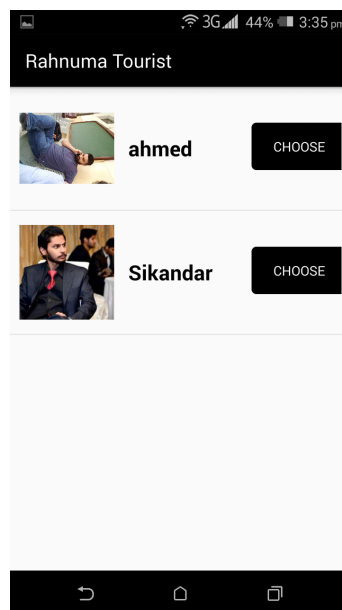 3G 44% 3:35 pm
Rahnuma Tourist
ahmed
CHOOSE
Sikandar
CHOOSE